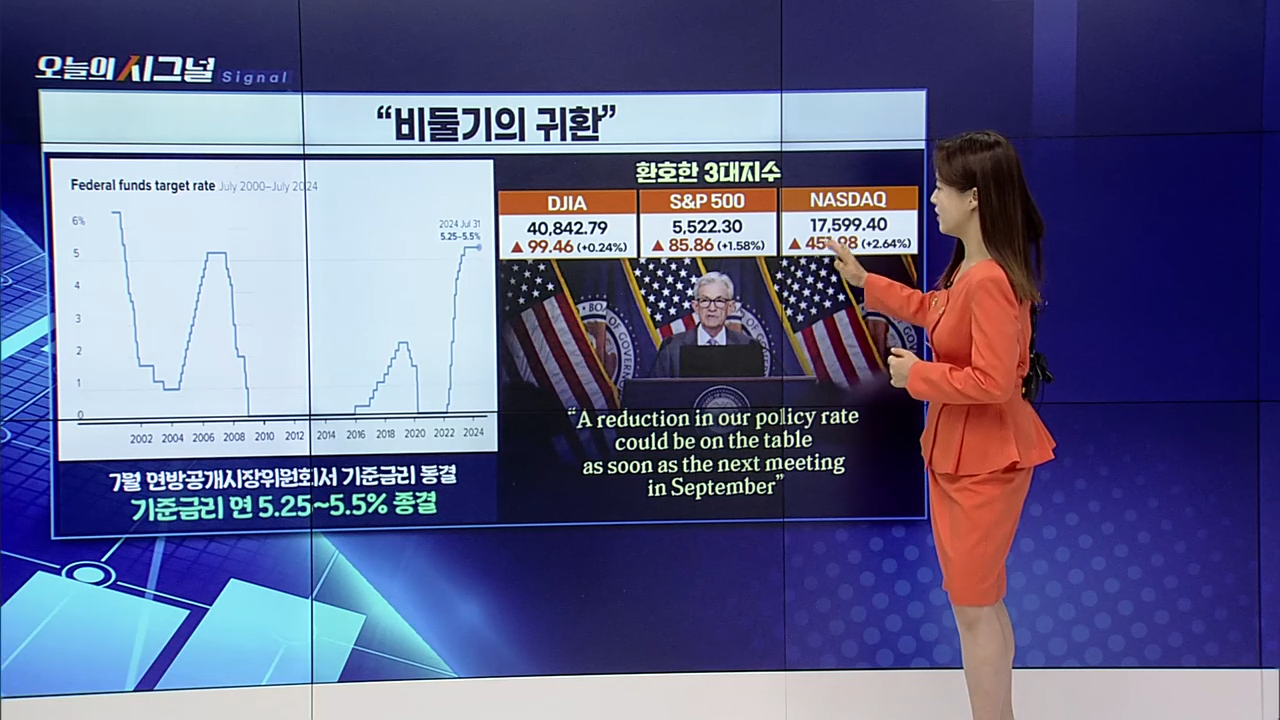 오늘의 시그널 Signal
“비둘기의 귀환”
Federal funds target rate July 2000–July 2024
6%
5
4
3
2
1
0
2024 Jul 31
5.25–5.5%
2002 2004 2006 2008 2010 2012 2014 2016 2018 2020 2022 2024
7월 연방공개시장위원회서 기준금리 동결
기준금리 연 5.25~5.5% 종결
환호한 3대지수
DJIA
40,842.79
▲ 99.46 (+0.24%)
S&P 500
5,522.30
▲ 85.86 (+1.58%)
NASDAQ
17,599.40
▲ (+2.64%)
BOA OF GOVERNO
“A reduction in our policy rate
could be on the table
as soon as the next meeting
in September”